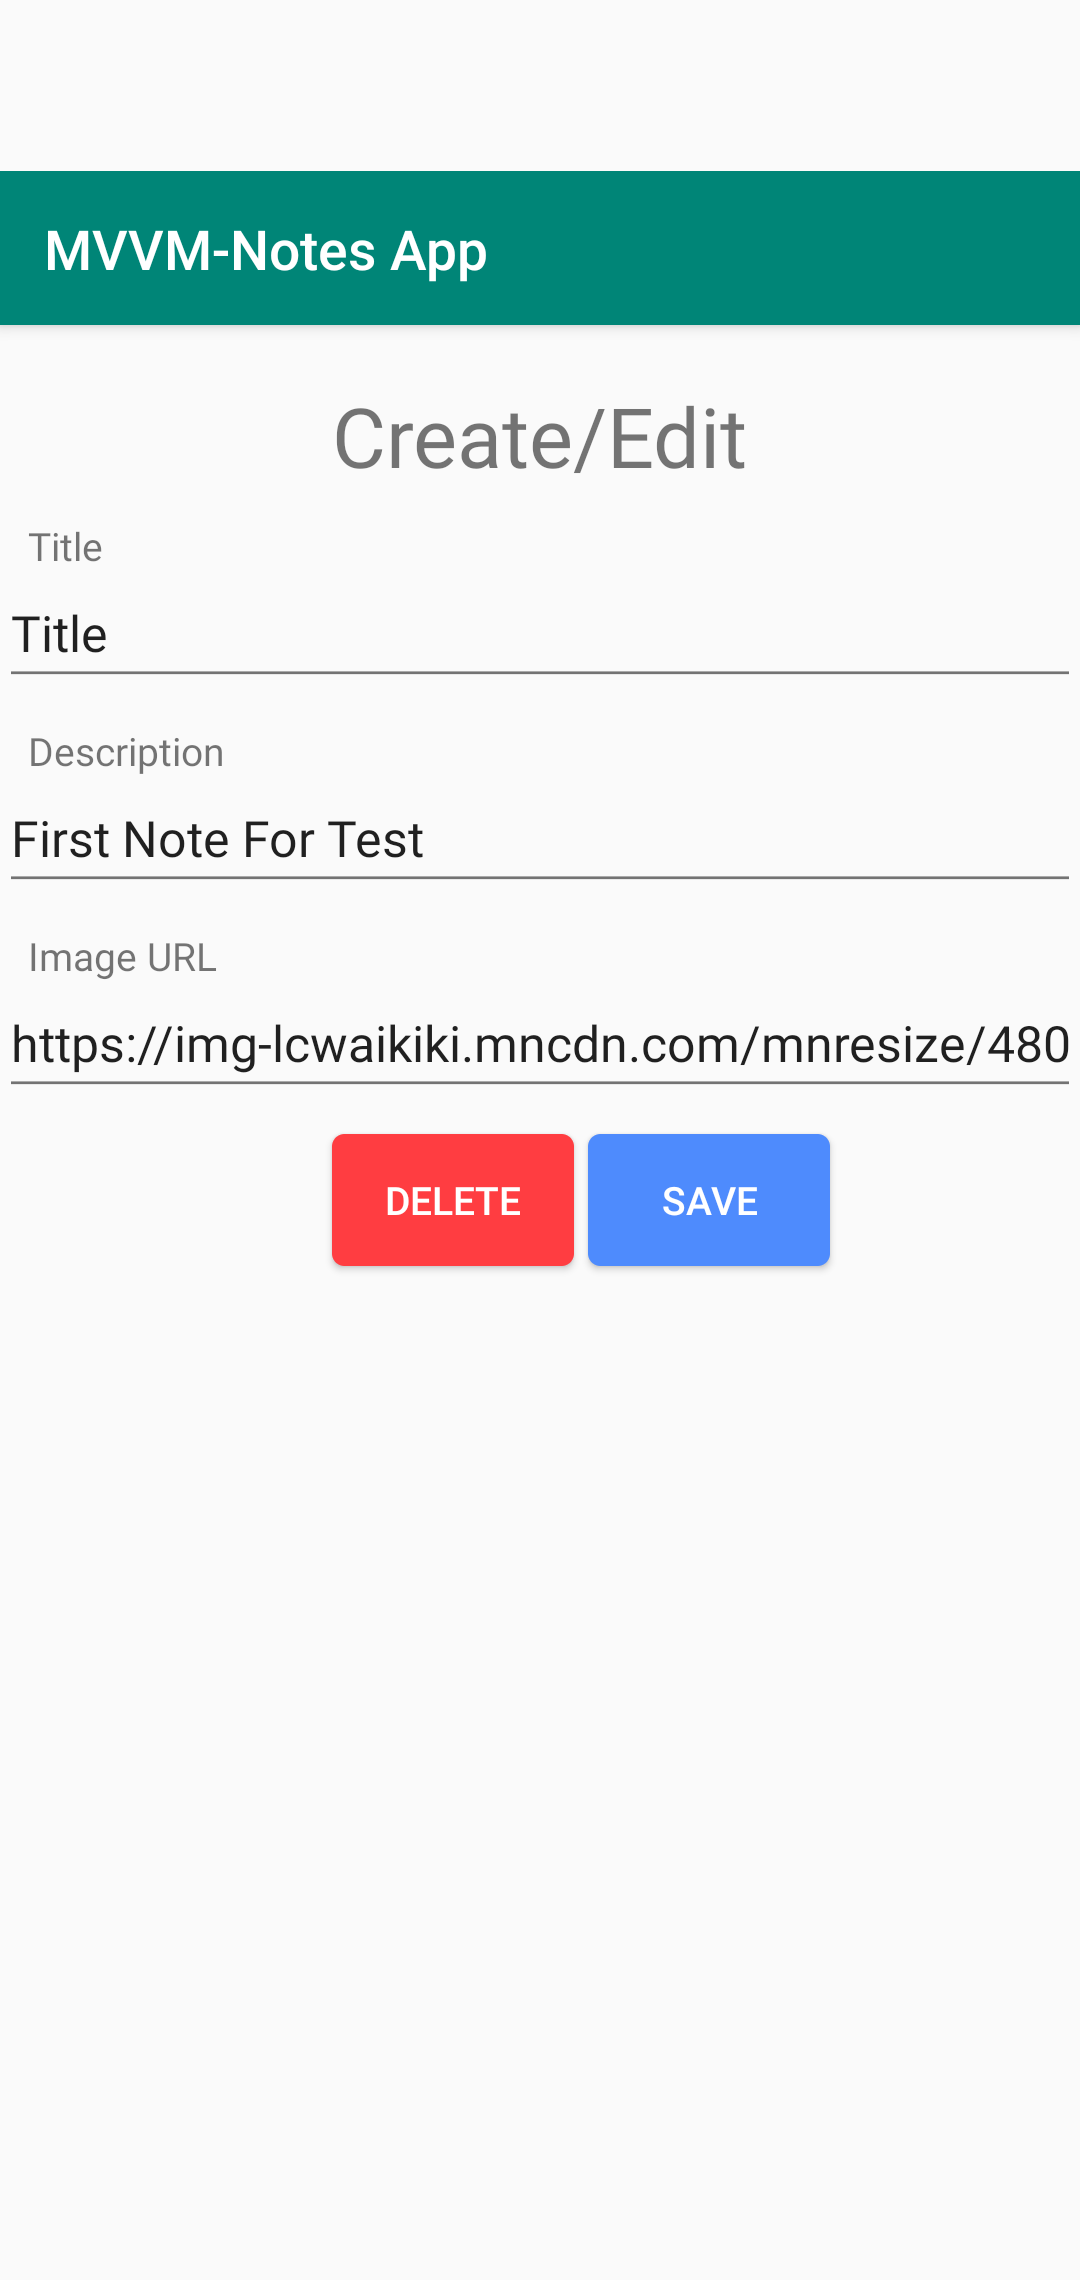 MVVM-Notes App
Create/Edit
Title
Title
Description
First Note For Test
Image URL
https://img-lcwaikiki.mncdn.com/mnresize/480
DELETE SAVE